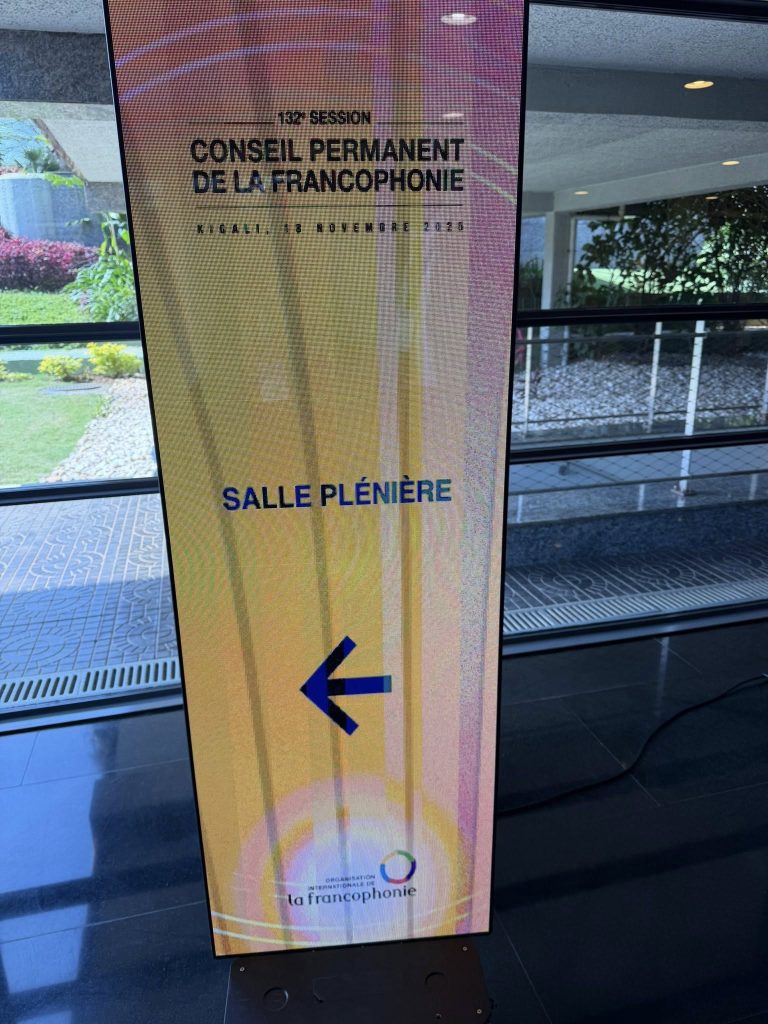 132e SESSION
CONSEIL PERMANENT
DE LA FRANCOPHONIE
KIGALI, 18 NOVEMBRE 2025
SALLE PLÉNIÈRE
ORGANISATION
INTERNATIONALE DE
la francophonie